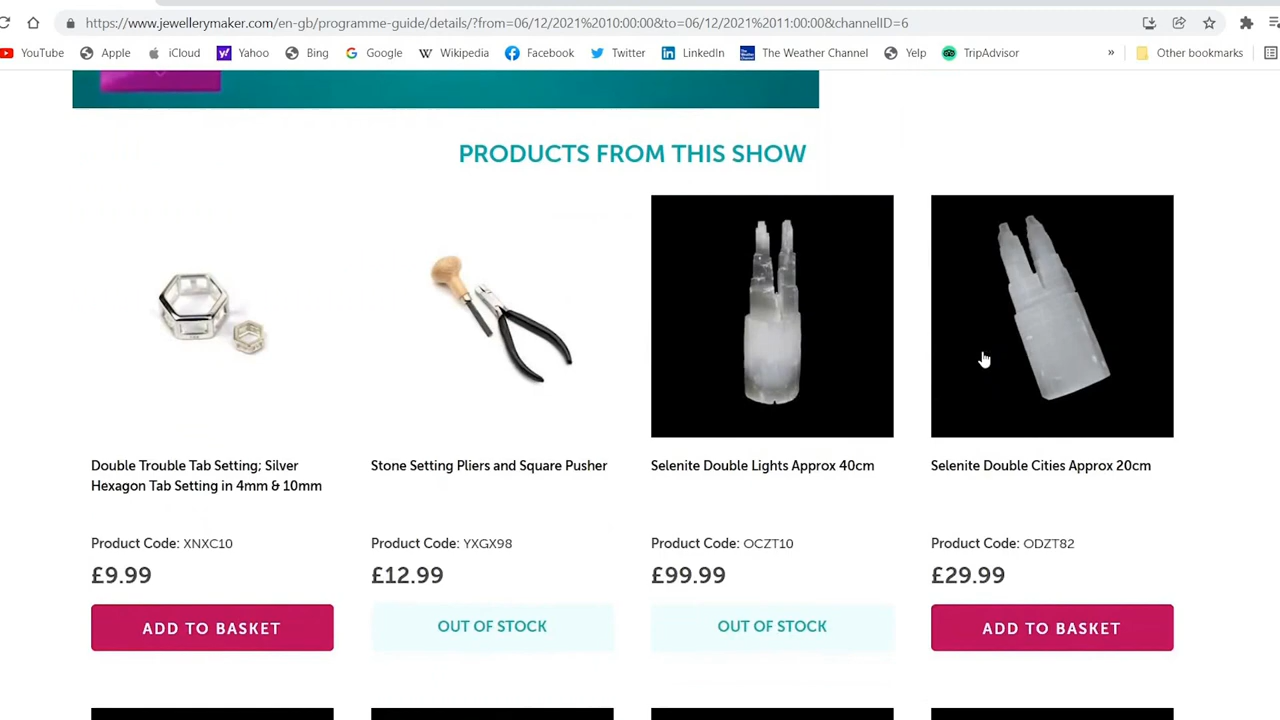 https://www.jewellerymaker.com/en-gb/programme-guide/details/?from=06/12/2021%2010:00:00&to=06/12/2021%2011:00:00&channelID=6
YouTube Apple iCloud Yahoo Bing Google Wikipedia Facebook Twitter LinkedIn The Weather Channel Yelp TripAdvisor » Other bookmarks
PRODUCTS FROM THIS SHOW
Double Trouble Tab Setting; Silver
Hexagon Tab Setting in 4mm & 10mm
Product Code: XNXC10
£9.99
ADD TO BASKET
Stone Setting Pliers and Square Pusher
Product Code: YXGX98
£12.99
OUT OF STOCK
Selenite Double Lights Approx 40cm
Product Code: OCZT10
£99.99
OUT OF STOCK
Selenite Double Cities Approx 20cm
Product Code: ODZT82
£29.99
ADD TO BASKET